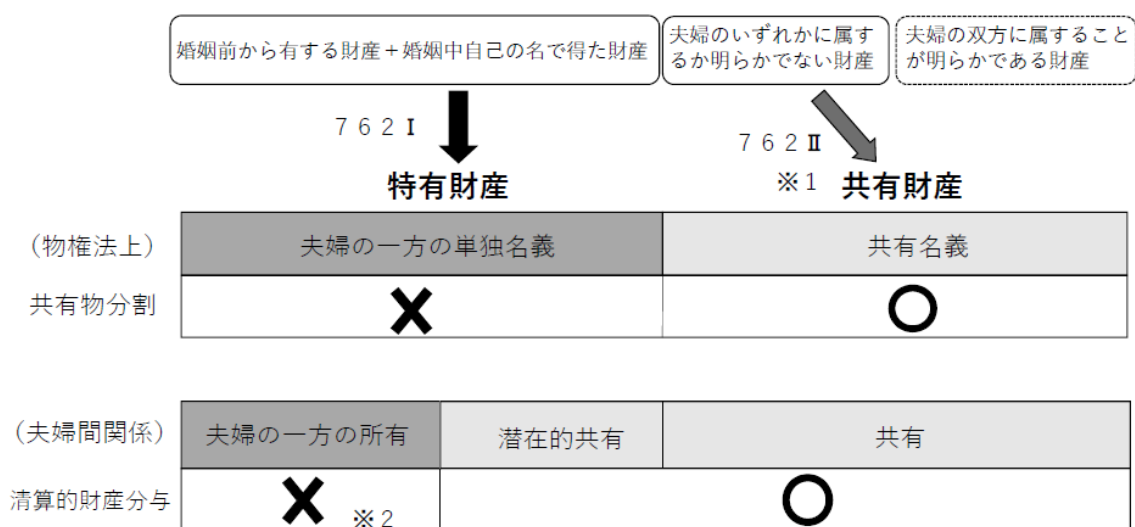 婚姻前から有する財産＋婚姻中自己の名で得た財産
夫婦のいずれかに属す
るか明らかでない財産
夫婦の双方に属すること
が明らかである財産
７６２Ⅰ
７６２Ⅱ
※１
特有財産
共有財産
（物権法上）
夫婦の一方の単独名義
共有名義
共有物分割
（夫婦間関係）
夫婦の一方の所有
潜在的共有
共有
清算的財産分与
※２